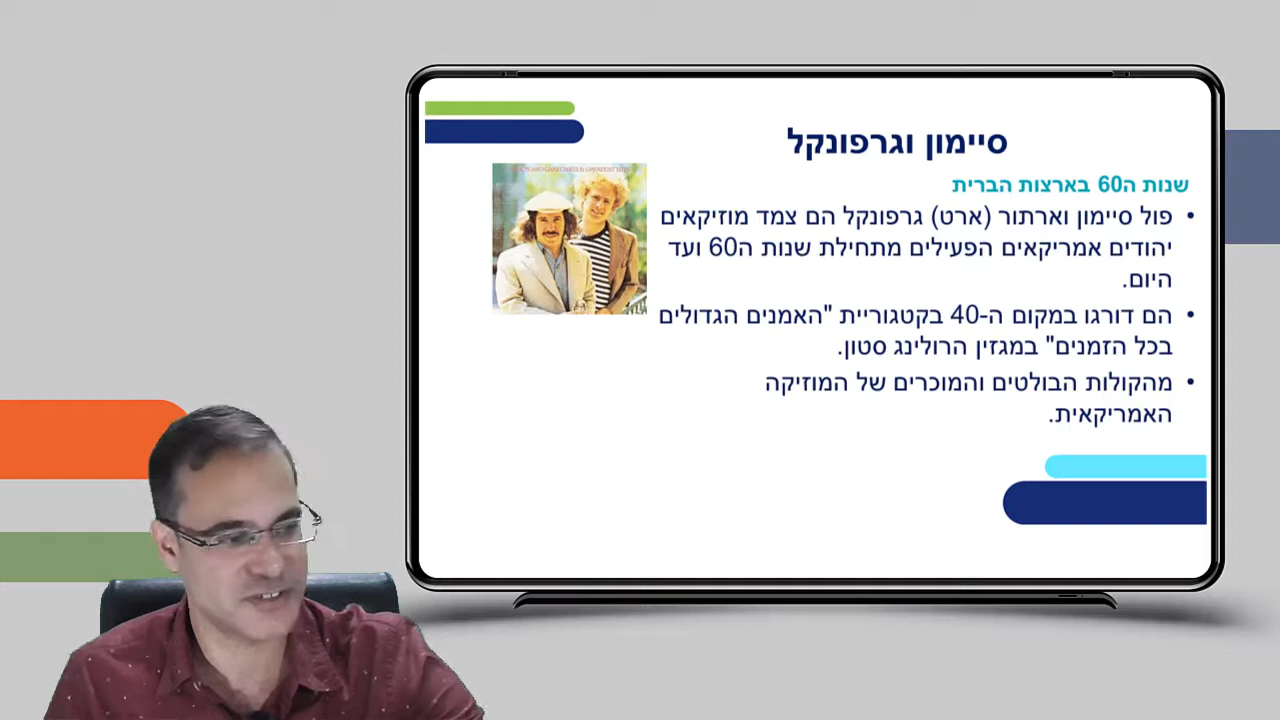 סיימון וגרפונקל
שנות ה60 בארצות הברית
• פול סיימון וארתור (ארט) גרפונקל הם צמד מוזיקאים
יהודים אמריקאים הפעילים מתחילת שנות ה60 ועד
היום.
• הם דורגו במקום ה-40 בקטגוריית "האמנים הגדולים
בכל הזמנים" במגזין הרולינג סטון.
• מהקולות הבולטים והמוכרים של המוזיקה
האמריקאית.